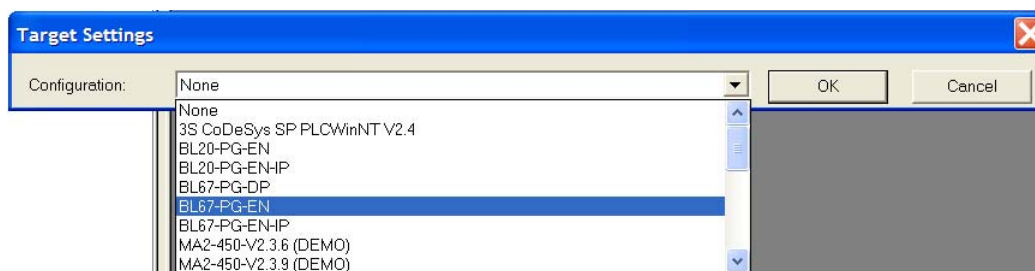 Target Settings
Configuration:
None
OK
Cancel
None
3S CoDeSys SP PLCWinNT V2.4
BL20-PG-EN
BL20-PG-EN-IP
BL67-PG-DP
BL67-PG-EN
BL67-PG-EN-IP
MA2-450-V2.3.6 (DEMO)
MA2-450-V2.3.9 (DEMO)